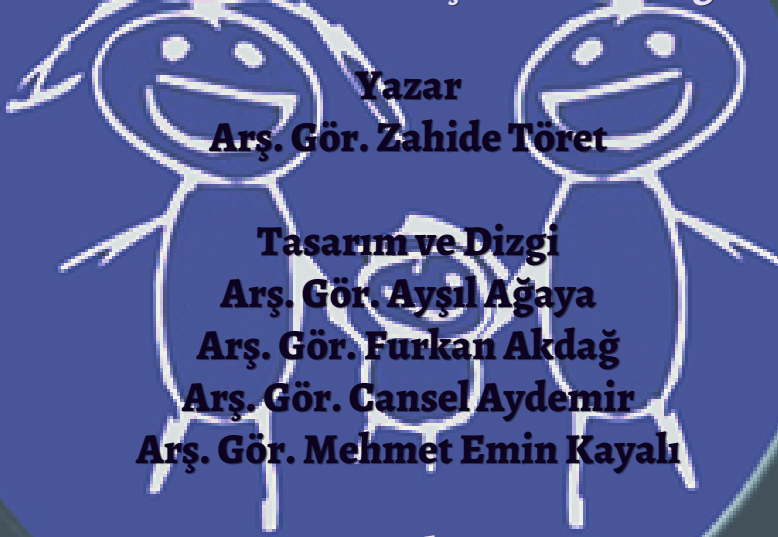 Yazar
Arş. Gör. Zahide Töret
Tasarım ve Dizgi
Arş. Gör. Ayşıl Ağaya
Arş. Gör. Furkan Akdağ
Arş. Gör. Cansel Aydemir
Arş. Gör. Mehmet Emin Kayalı